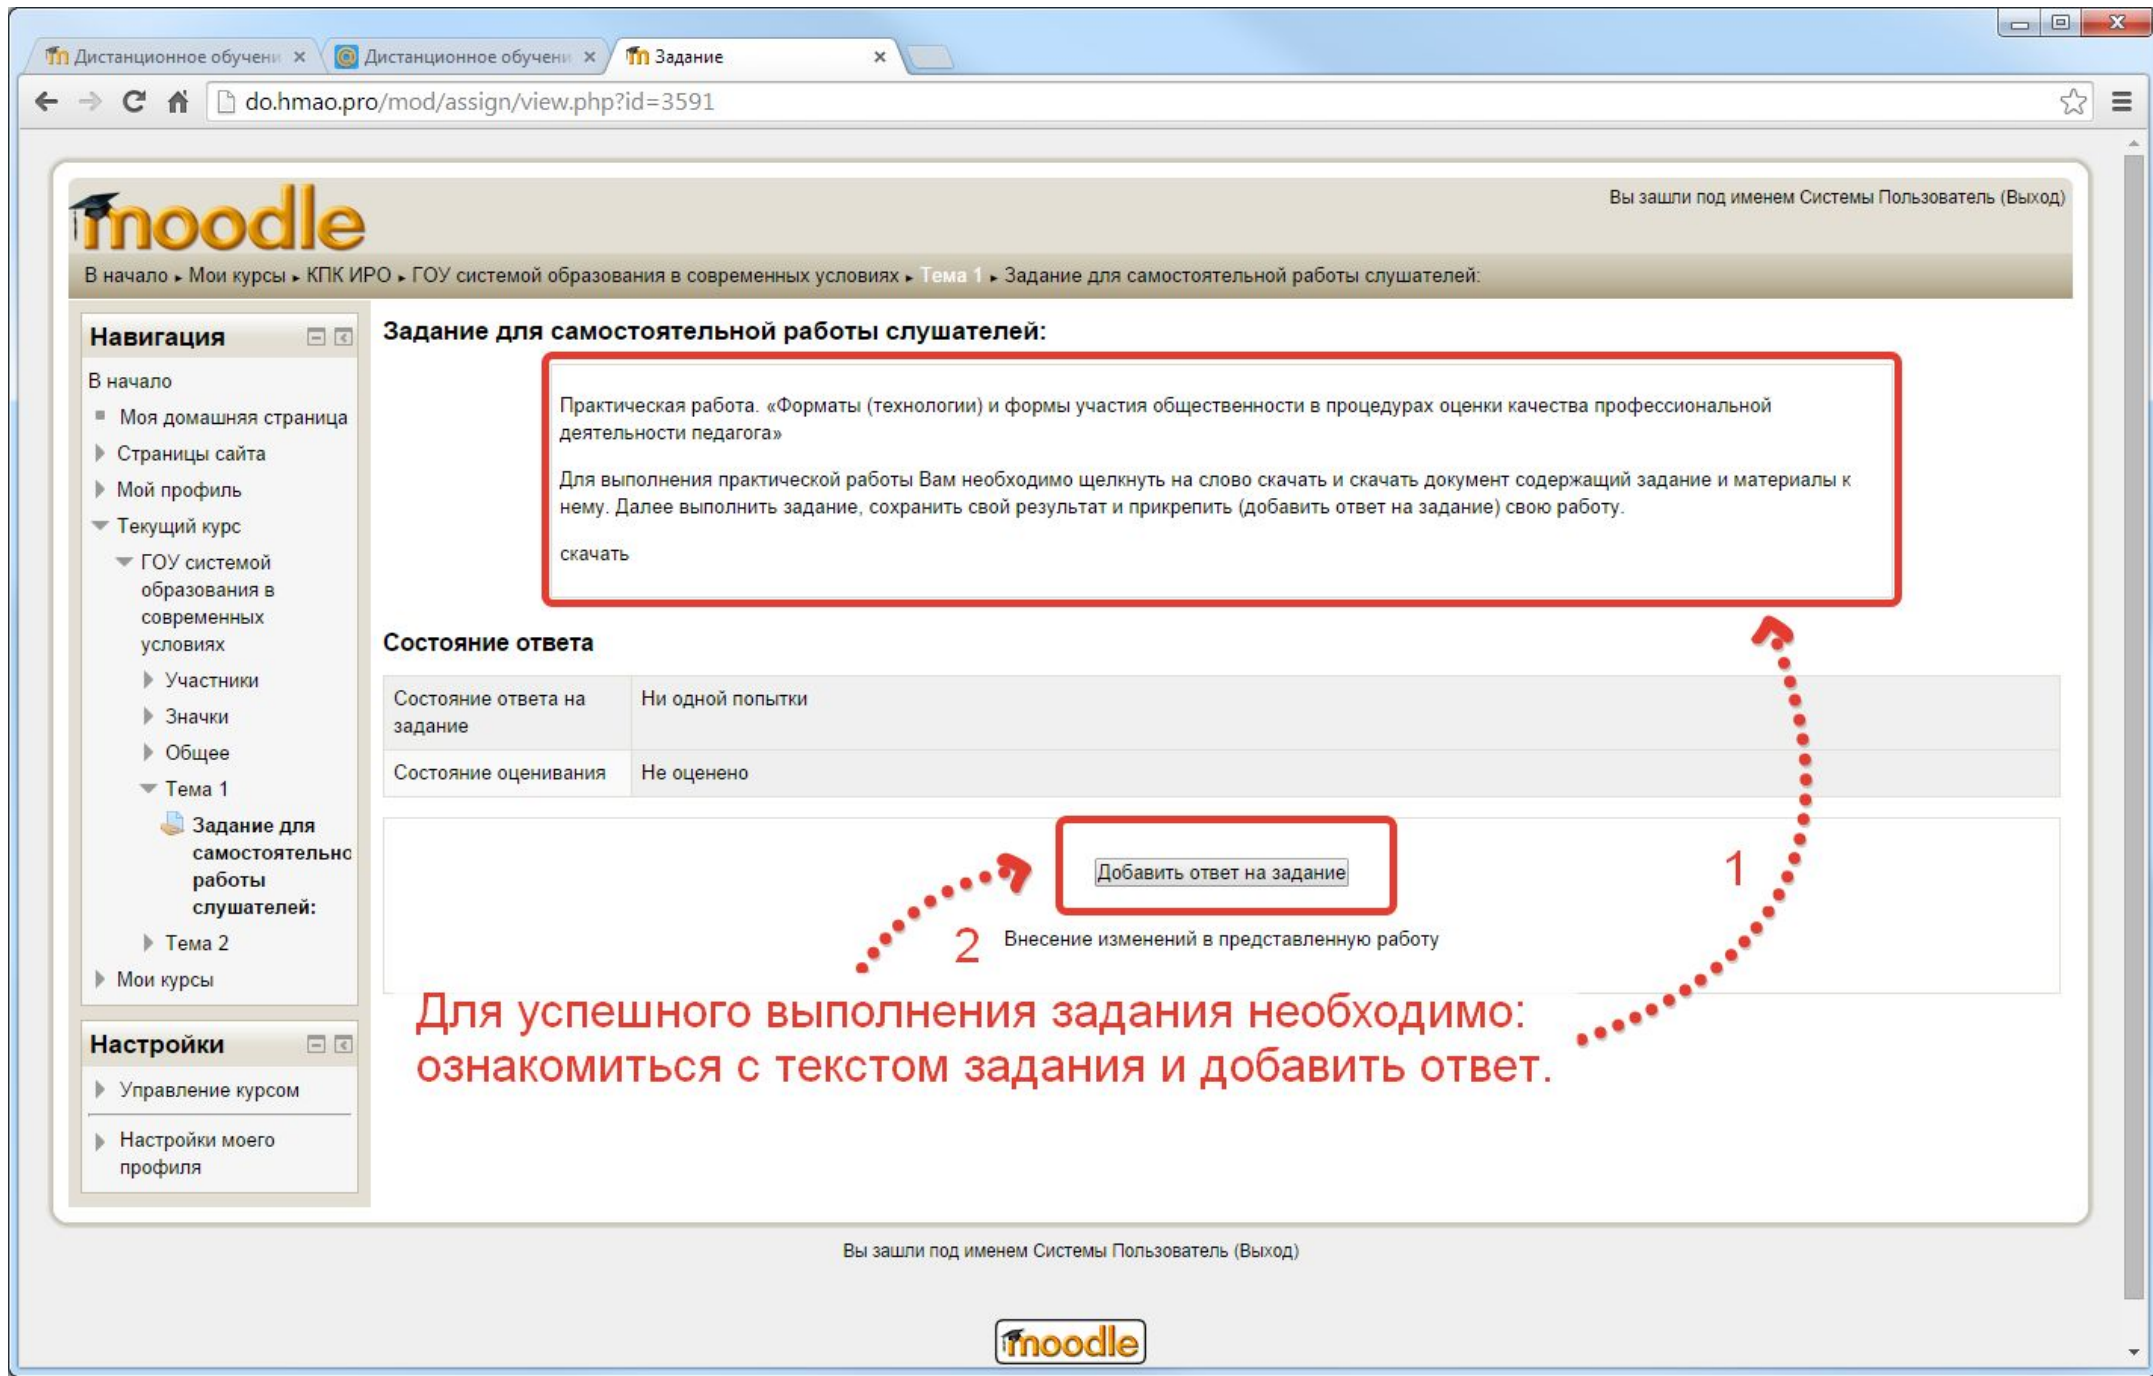 Дистанционное обучени
Дистанционное обучени
Задание
do.hmao.pro/mod/assign/view.php?id=3591
moodle
Вы зашли под именем Системы Пользователь (Выход)
В начало ▸ Мои курсы ▸ КПК ИРО ▸ ГОУ системой образования в современных условиях ▸ Тема 1 ▸ Задание для самостоятельной работы слушателей:
Навигация
В начало
Моя домашняя страница
Страницы сайта
Мой профиль
Текущий курс
ГОУ системой
образования в
современных
условиях
Участники
Значки
Общее
Тема 1
Задание для
самостоятельно
работы
слушателей:
Тема 2
Мои курсы
Настройки
Управление курсом
Настройки моего
профиля
Задание для самостоятельной работы слушателей:
Практическая работа. «Форматы (технологии) и формы участия общественности в процедурах оценки качества профессиональной
деятельности педагога»
Для выполнения практической работы Вам необходимо щелкнуть на слово скачать и скачать документ содержащий задание и материалы к
нему. Далее выполнить задание, сохранить свой результат и прикрепить (добавить ответ на задание) свою работу.
скачать
Состояние ответа
Состояние ответа на
задание
Ни одной попытки
Состояние оценивания
Не оценено
Добавить ответ на задание
1
2
Внесение изменений в представленную работу
Для успешного выполнения задания необходимо:
ознакомиться с текстом задания и добавить ответ.
Вы зашли под именем Системы Пользователь (Выход)
moodle